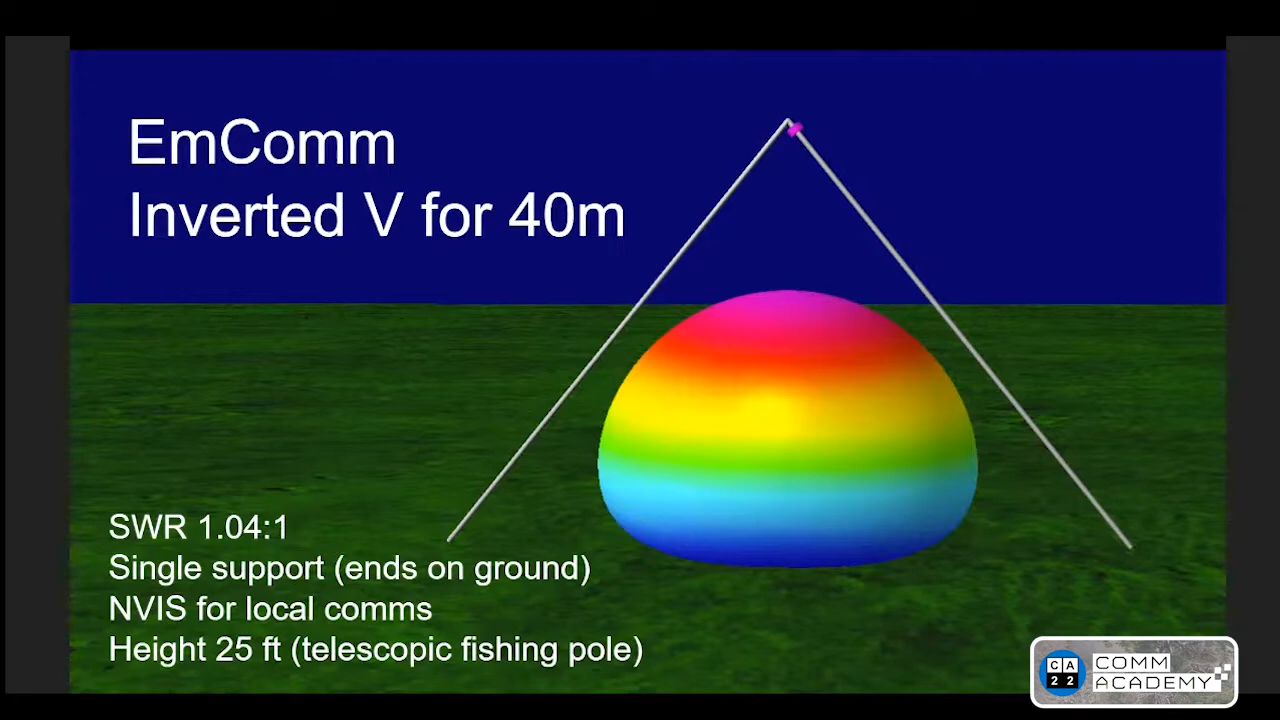 EmComm
Inverted V for 40m
SWR 1.04:1
Single support (ends on ground)
NVIS for local comms
Height 25 ft (telescopic fishing pole)
CA
22
COMM
ACADEMY